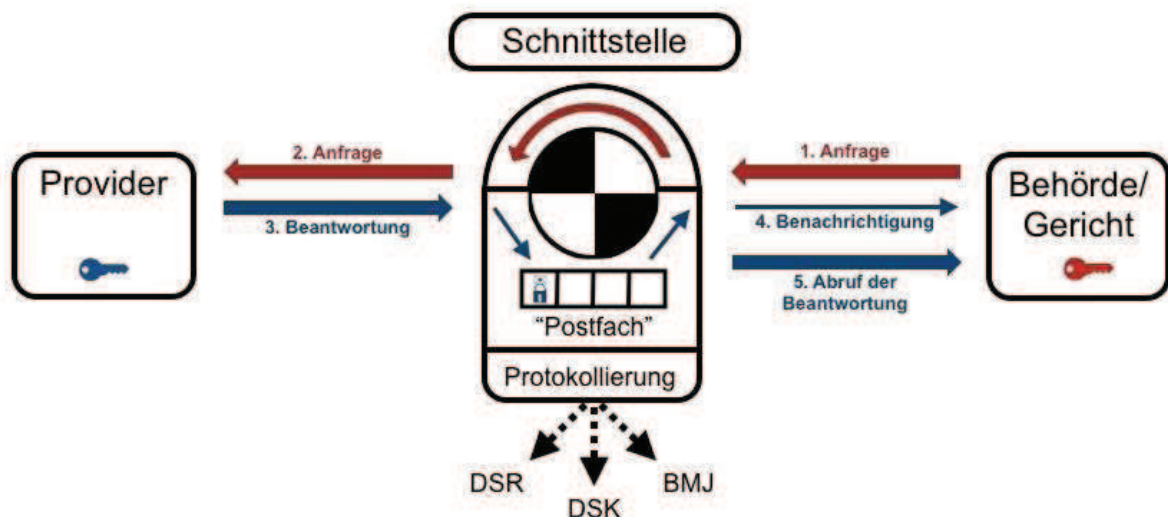 Schnittstelle
Provider
2. Anfrage
3. Beantwortung
1. Anfrage
4. Benachrichtigung
5. Abruf der
Beantwortung
Behörde/
Gericht
"Postfach"
Protokollierung
DSR
DSK
BMJ